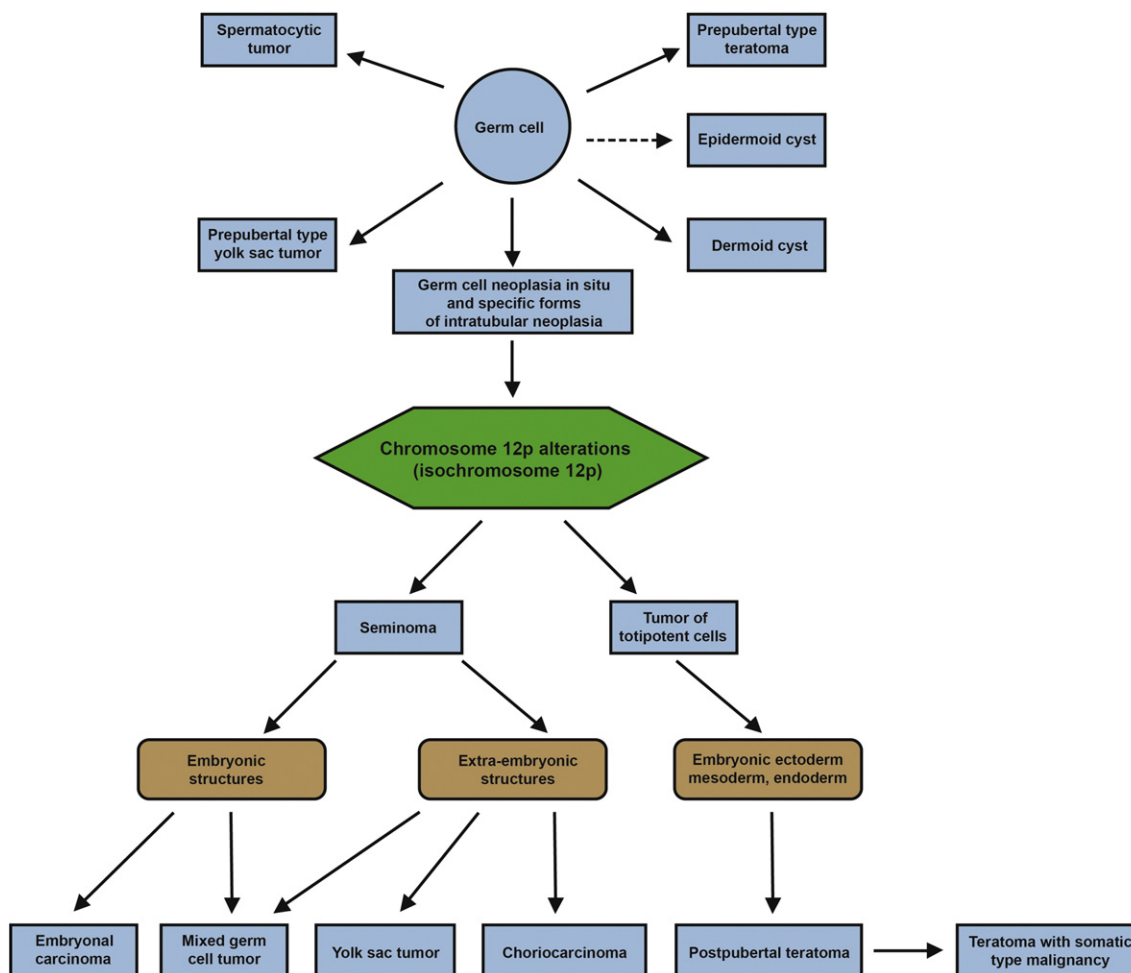 Spermatocytic
tumor
Prepubertal type
teratoma
Germ cell
Epidermoid cyst
Prepubertal type
yolk sac tumor
Dermoid cyst
Germ cell neoplasia in situ
and specific forms
of intratubular neoplasia
Chromosome 12p alterations
(isochromosome 12p)
Seminoma
Tumor of
totipotent cells
Embryonic
structures
Extra-embryonic
structures
Embryonic ectoderm
mesoderm, endoderm
Embryonal
carcinoma
Mixed germ
cell tumor
Yolk sac tumor
Choriocarcinoma
Postpubertal teratoma
Teratoma with somatic
type malignancy